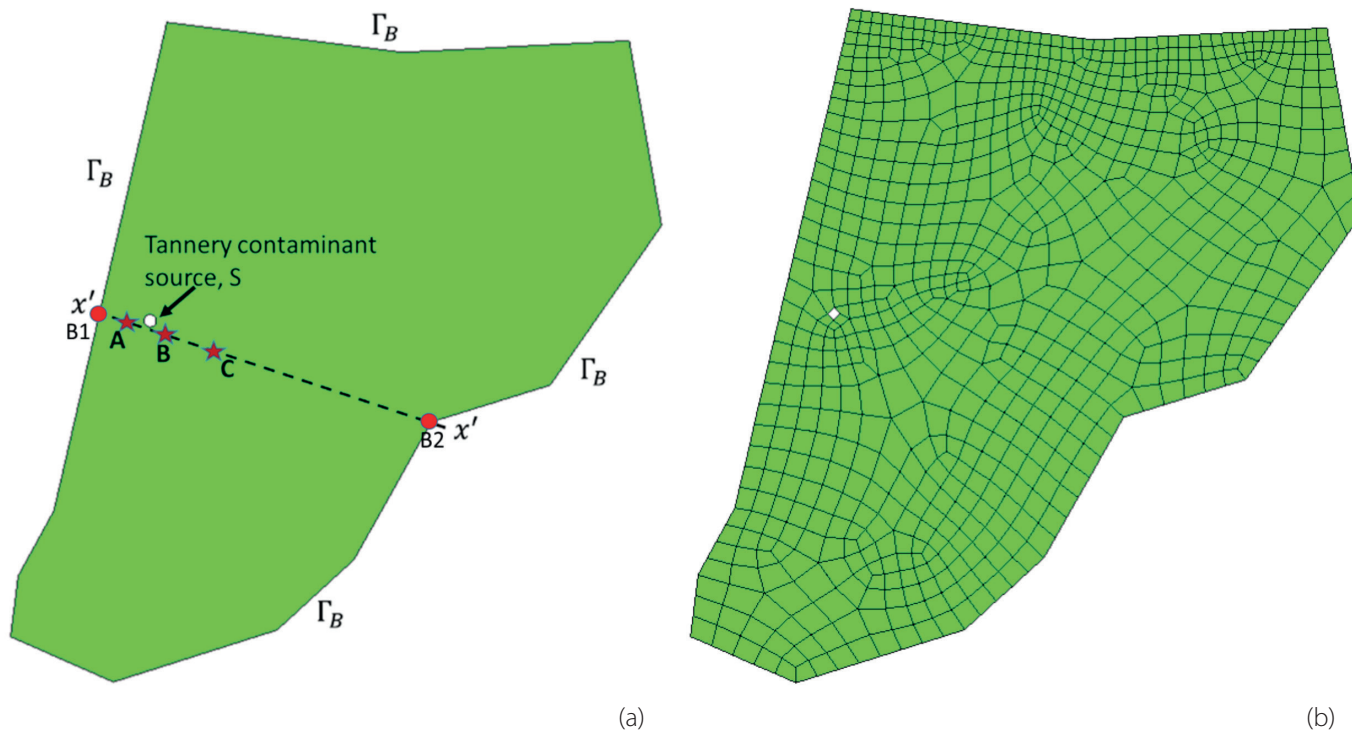 Γ_B
Γ_B
Tannery contaminant
source, S
x′
B1
A
B
C
Γ_B
B2
x′
Γ_B
(a)
(b)